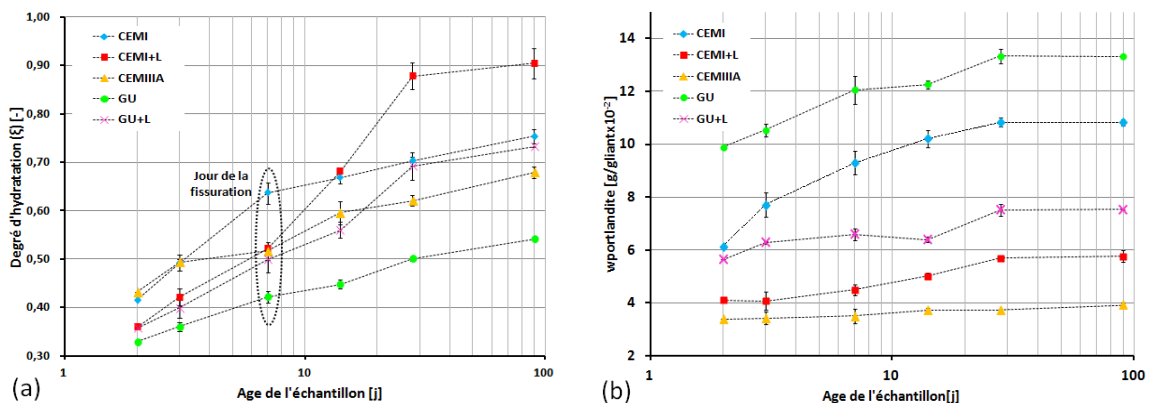 1,00
0,90
0,80
0,70
0,60
0,50
0,40
0,30
Degré d'hydratation (ξ) [-]
CEMI
CEMI+L
CEMIIIA
GU
GU+L
Jour de la
fissuration
1
10
100
Age de l'échantillon [j]
(a)
14
12
10
8
6
4
2
wportlandite [g/gliant×10⁻²]
CEMI
CEMI+L
CEMIIIA
GU
GU+L
1
10
100
Age de l'échantillon[j]
(b)